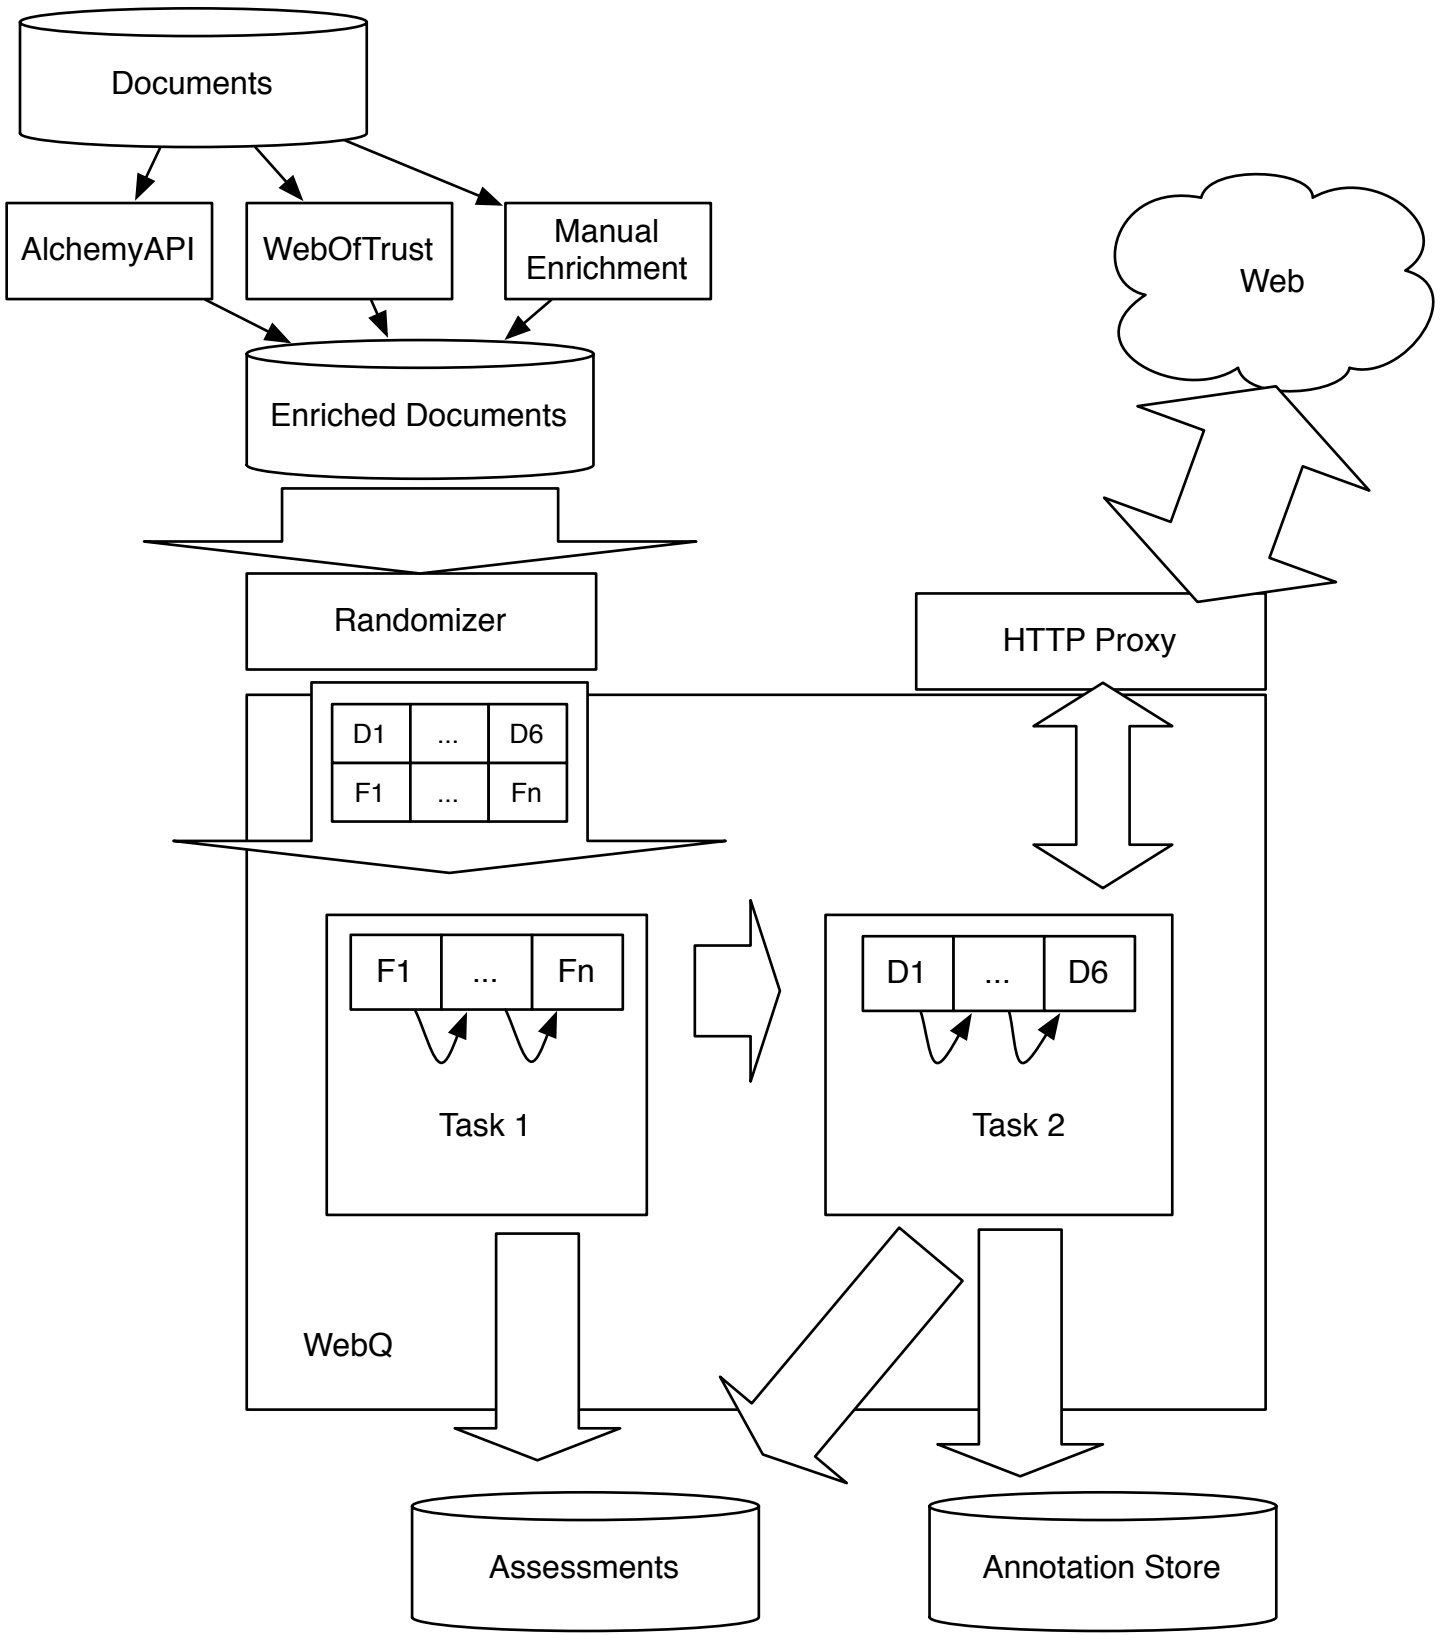 Documents
AlchemyAPI
WebOfTrust
Manual
Enrichment
Web
Enriched Documents
Randomizer
HTTP Proxy
D1 ... D6
F1 ... Fn
F1 ... Fn
D1 ... D6
Task 1
Task 2
WebQ
Assessments
Annotation Store